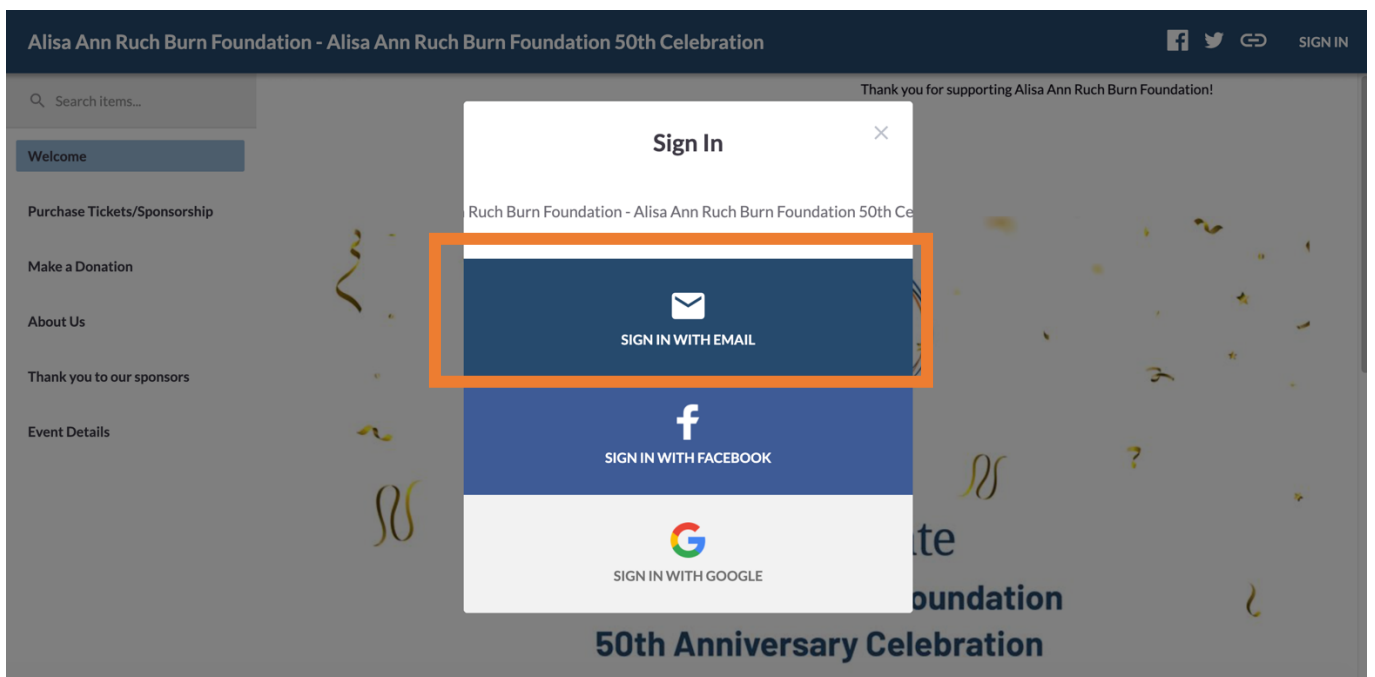 Alisa Ann Ruch Burn Foundation - Alisa Ann Ruch Burn Foundation 50th Celebration
SIGN IN
Search items...
Thank you for supporting Alisa Ann Ruch Burn Foundation!
Welcome
Purchase Tickets/Sponsorship
Make a Donation
About Us
Thank you to our sponsors
Event Details
Sign In
Ruch Burn Foundation - Alisa Ann Ruch Burn Foundation 50th Ce
SIGN IN WITH EMAIL
SIGN IN WITH FACEBOOK
SIGN IN WITH GOOGLE
te
oundation
50th Anniversary Celebration